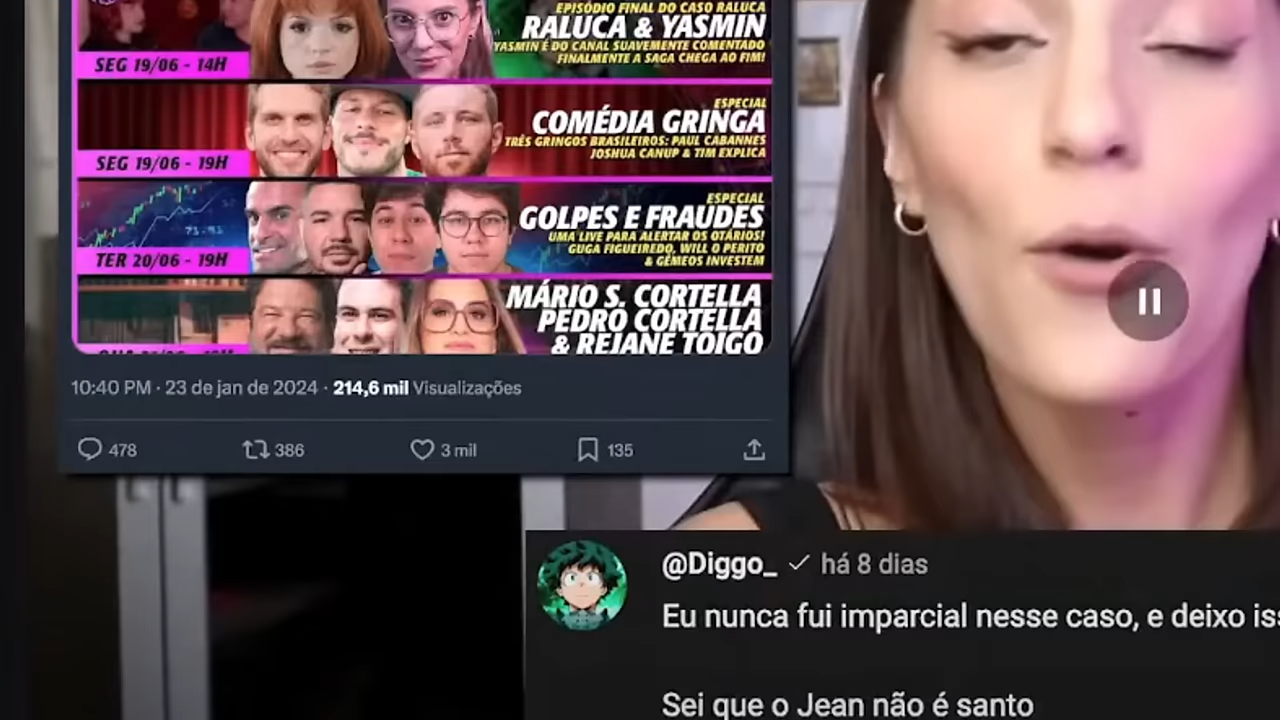 EPISÓDIO FINAL DO CASO RALUCA
RALUCA & YASMIN
YASMIN É DO CANAL SUAVEMENTE COMENTADO
FINALMENTE A SAGA CHEGA AO FIM!
SEG 19/06 - 14H
ESPECIAL
COMÉDIA GRINGA
TRÊS GRINGOS BRASILEIROS: PAUL CABANNES
JOSHUA CANUP & TIM EXPLICA
SEG 19/06 - 19H
ESPECIAL
GOLPES E FRAUDES
UMA LIVE PARA ALERTAR OS OTÁRIOS!
GUGA FIGUEIREDO, WILL O PERITO
& GÊMEOS INVESTEM
TER 20/06 - 19H
MÁRIO S. CORTELLA
PEDRO CORTELLA
& REJANE TOIGO
10:40 PM · 23 de jan de 2024 · 214,6 mil Visualizações
478 386 3 mil 135
@Diggo_ há 8 dias
Eu nunca fui imparcial nesse caso, e deixo
Sei que o Jean não é santo